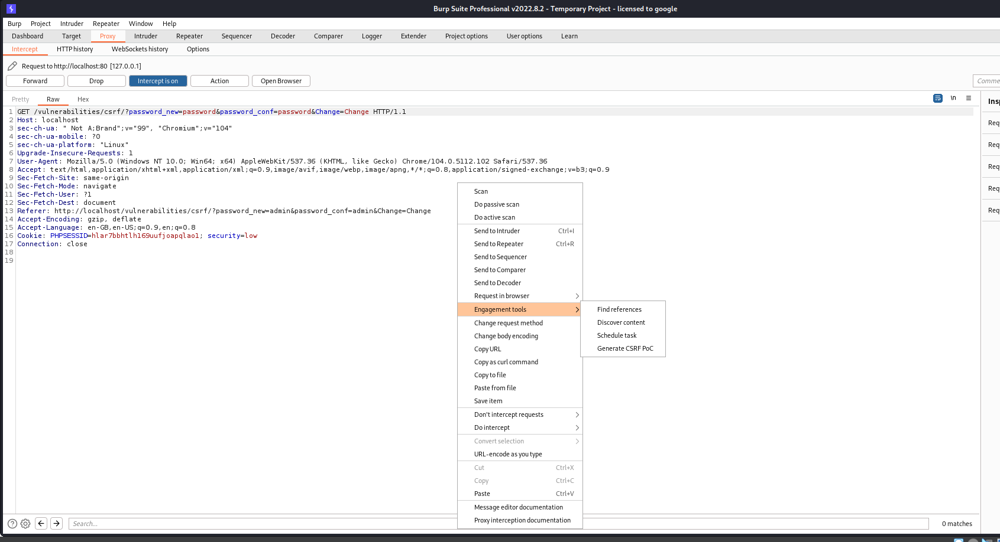 Burp Suite Professional v2022.8.2 - Temporary Project - licensed to google
Burp Project Intruder Repeater Window Help
Dashboard Target Proxy Intruder Repeater Sequencer Decoder Comparer Logger Extender Project options User options Learn
Intercept HTTP history WebSockets history Options
Request to http://localhost:80 [127.0.0.1]
Forward Drop Intercept is on Action Open Browser Comme
Pretty Raw Hex \n
Insp
1 GET /vulnerabilities/csrf/?password_new=password&password_conf=password&Change=Change HTTP/1.1
2 Host: localhost
3 sec-ch-ua: " Not A;Brand";v="99", "Chromium";v="104"
4 sec-ch-ua-mobile: ?0
5 sec-ch-ua-platform: "Linux"
6 Upgrade-Insecure-Requests: 1
7 User-Agent: Mozilla/5.0 (Windows NT 10.0; Win64; x64) AppleWebKit/537.36 (KHTML, like Gecko) Chrome/104.0.5112.102 Safari/537.36
8 Accept: text/html,application/xhtml+xml,application/xml;q=0.9,image/avif,image/webp,image/apng,*/*;q=0.8,application/signed-exchange;v=b3;q=0.9
9 Sec-Fetch-Site: same-origin
10 Sec-Fetch-Mode: navigate
11 Sec-Fetch-User: ?1
12 Sec-Fetch-Dest: document
13 Referer: http://localhost/vulnerabilities/csrf/?password_new=admin&password_conf=admin&Change=Change
14 Accept-Encoding: gzip, deflate
15 Accept-Language: en-GB,en-US;q=0.9,en;q=0.8
16 Cookie: PHPSESSID=hlar7bbhtlh169uufjoapqlao1; security=low
17 Connection: close
18
19
Requ
Requ
Requ
Requ
Requ
Scan
Do passive scan
Do active scan
Send to Intruder Ctrl+I
Send to Repeater Ctrl+R
Send to Sequencer
Send to Comparer
Send to Decoder
Request in browser
Engagement tools
Change request method
Change body encoding
Copy URL
Copy as curl command
Copy to file
Paste from file
Save item
Don't intercept requests
Do intercept
Convert selection
URL-encode as you type
Cut Ctrl+X
Copy Ctrl+C
Paste Ctrl+V
Message editor documentation
Proxy interception documentation
Find references
Discover content
Schedule task
Generate CSRF PoC
Search...
0 matches